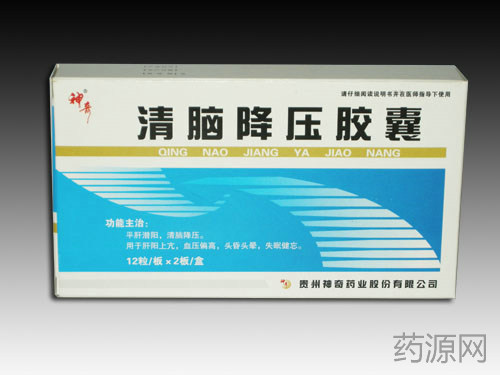 神奇
请仔细阅读说明书并在医师指导下使用
清脑降压胶囊
QING NAO JIANG YA JIAO NANG
功能主治:
平肝潜阳,清脑降压。
用于肝阳上亢,血压偏高,头昏头晕,失眠健忘。
12粒/板×2板/盒
贵州神奇药业股份有限公司
药源网